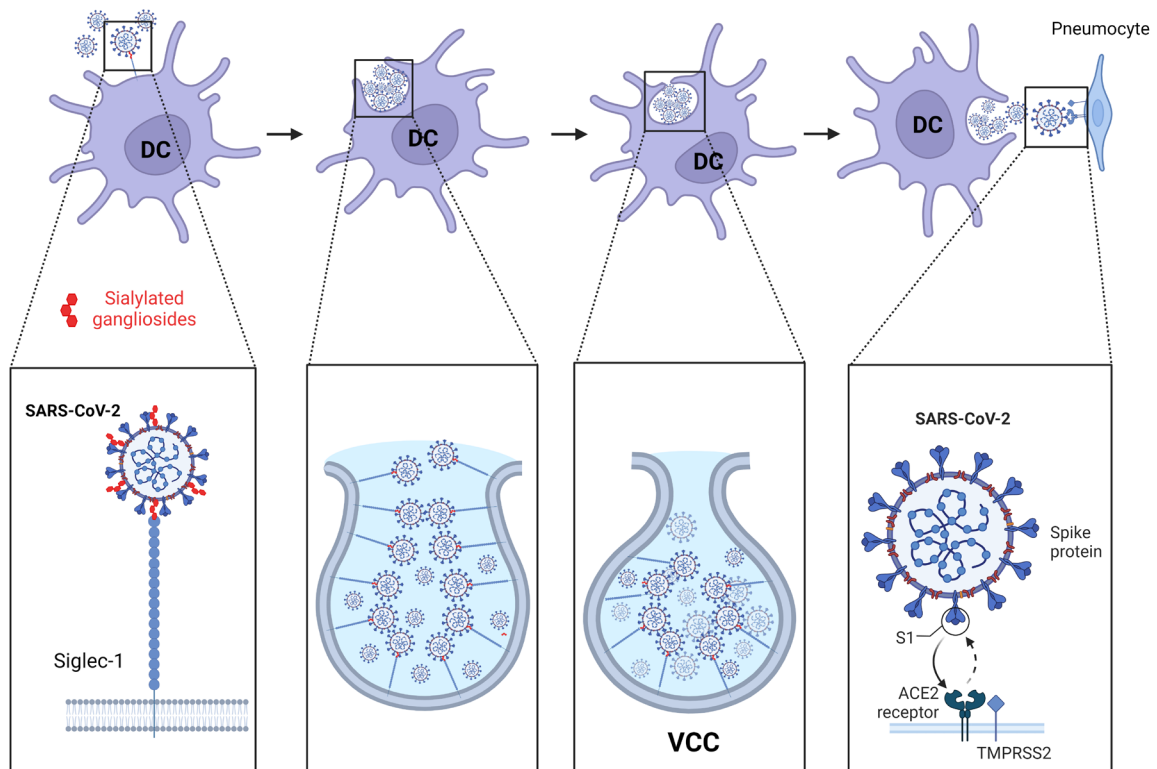 Pneumocyte
DC
DC
DC
DC
Sialylated
gangliosides
SARS-CoV-2
Siglec-1
VCC
SARS-CoV-2
Spike
protein
S1
ACE2
receptor
TMPRSS2